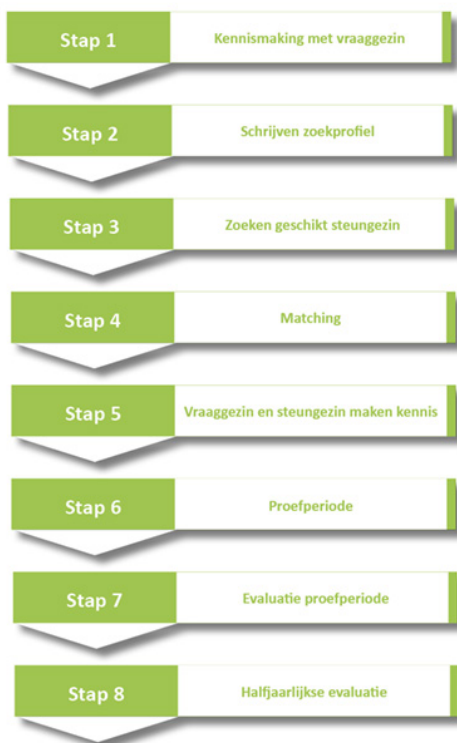 Stap 1
Kennismaking met vraaggezin
Stap 2
Schrijven zoekprofiel
Stap 3
Zoeken geschikt steungezin
Stap 4
Matching
Stap 5
Vraaggezin en steungezin maken kennis
Stap 6
Proefperiode
Stap 7
Evaluatie proefperiode
Stap 8
Halfjaarlijkse evaluatie